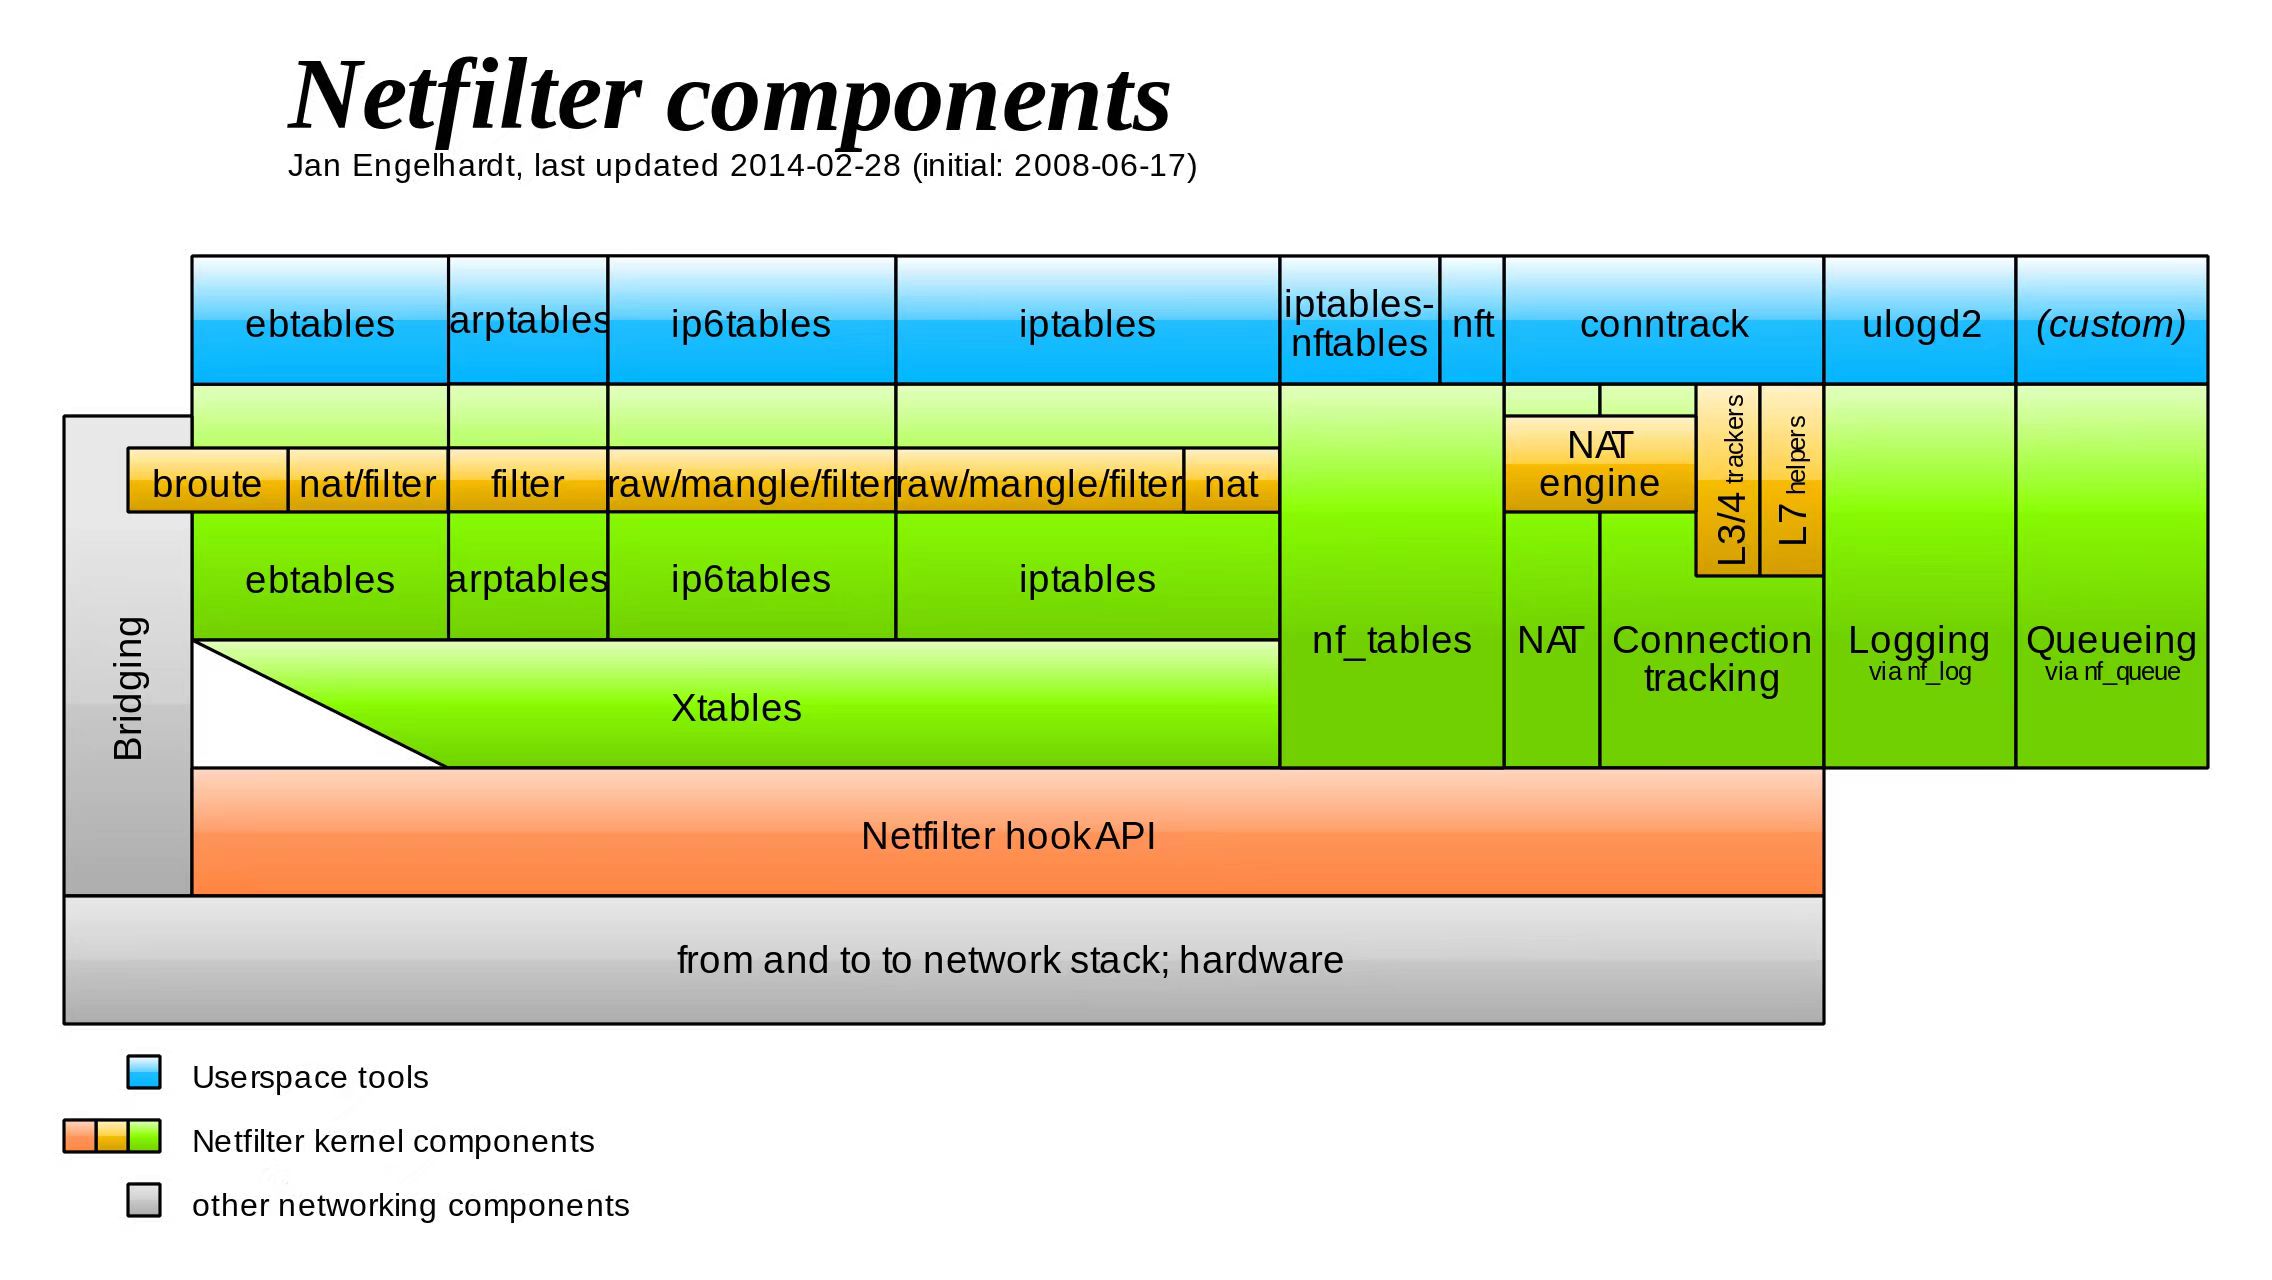 Netfilter components
Jan Engelhardt, last updated 2014-02-28 (initial: 2008-06-17)
ebtables
arptables
ip6tables
iptables
iptables-
nftables
nft
conntrack
ulogd2
(custom)
broute
nat/filter
filter
raw/mangle/filter
raw/mangle/filter
nat
NAT
engine
L3/4 trackers
L7 helpers
ebtables
arptables
ip6tables
iptables
Bridging
nf_tables
NAT
Connection
tracking
Logging
via nf_log
Queueing
via nf_queue
Xtables
Netfilter hook API
from and to to network stack; hardware
Userspace tools
Netfilter kernel components
other networking components